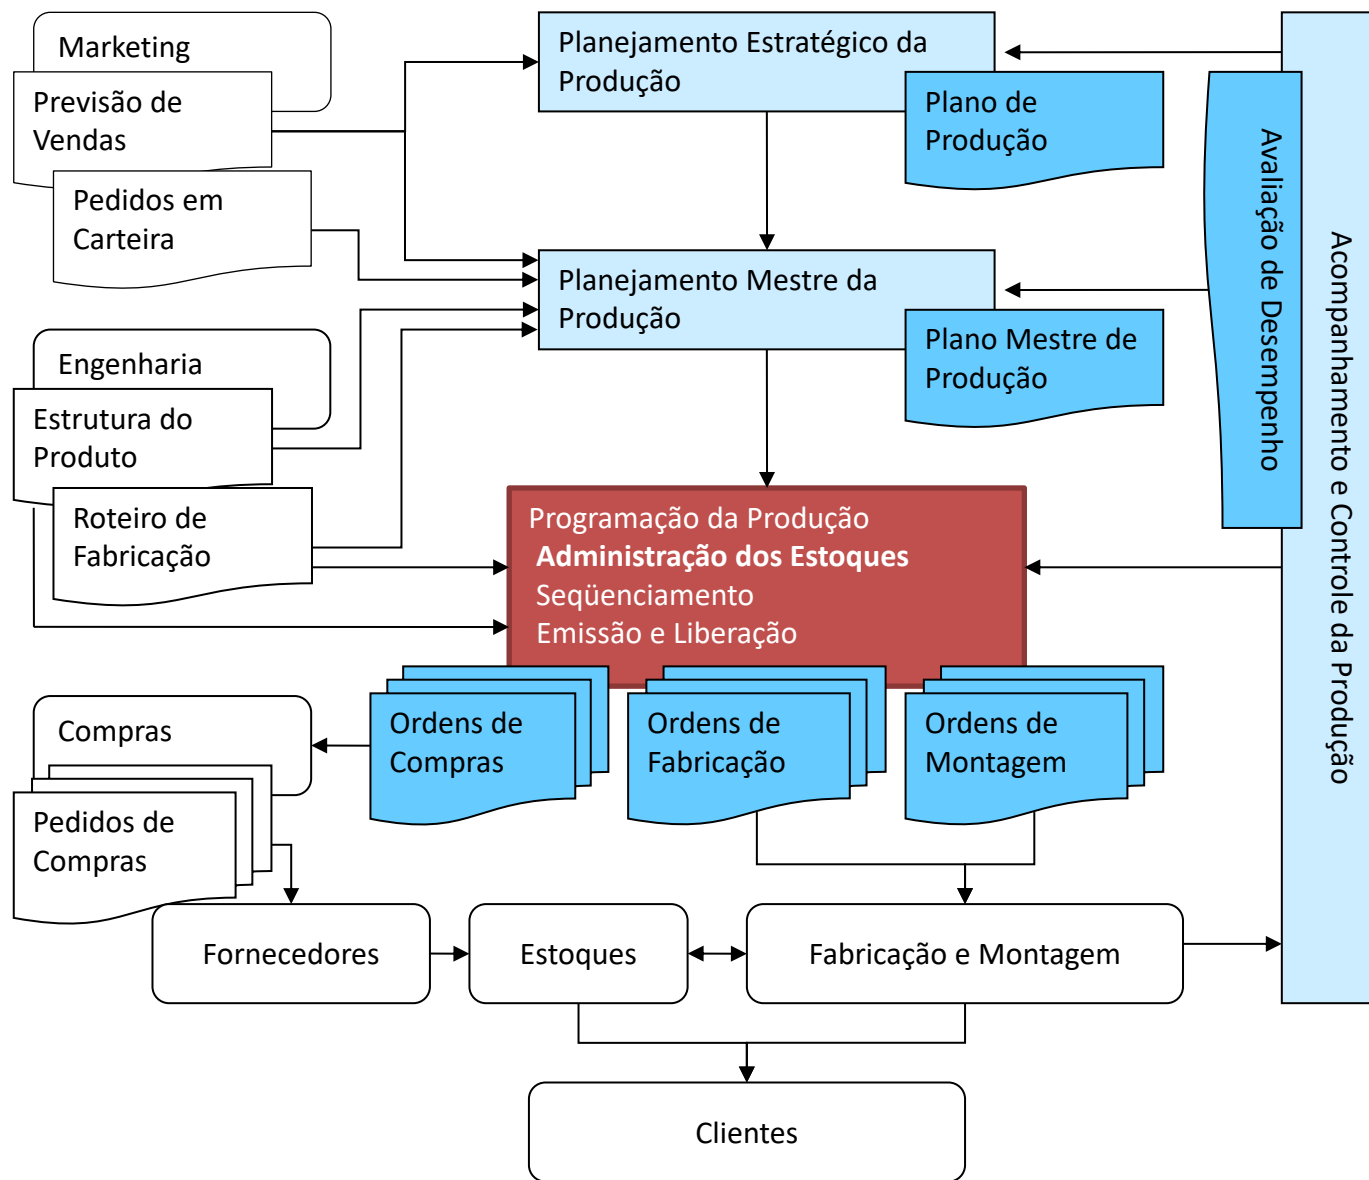 Marketing
Previsão de
Vendas
Pedidos em
Carteira
Planejamento Estratégico da
Produção
Plano de
Produção
Planejamento Mestre da
Produção
Plano Mestre de
Produção
Engenharia
Estrutura do
Produto
Roteiro de
Fabricação
Programação da Produção
Administração dos Estoques
Seqüenciamento
Emissão e Liberação
Avaliação de Desempenho
Acompanhamento e Controle da Produção
Compras
Pedidos de
Compras
Ordens de
Compras
Ordens de
Fabricação
Ordens de
Montagem
Fornecedores
Estoques
Fabricação e Montagem
Clientes